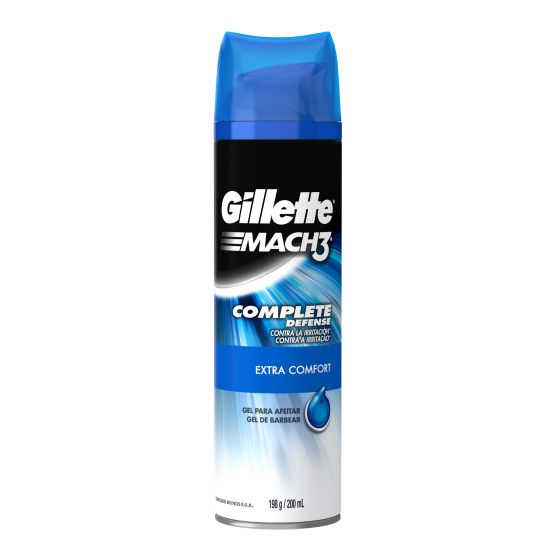 Gillette®
MACH3®
COMPLETE
DEFENSE
CONTRA LA IRRITACIÓN
CONTRA A IRRITAÇÃO
EXTRA COMFORT
GEL PARA AFEITAR
GEL DE BARBEAR
198 g / 200 mL